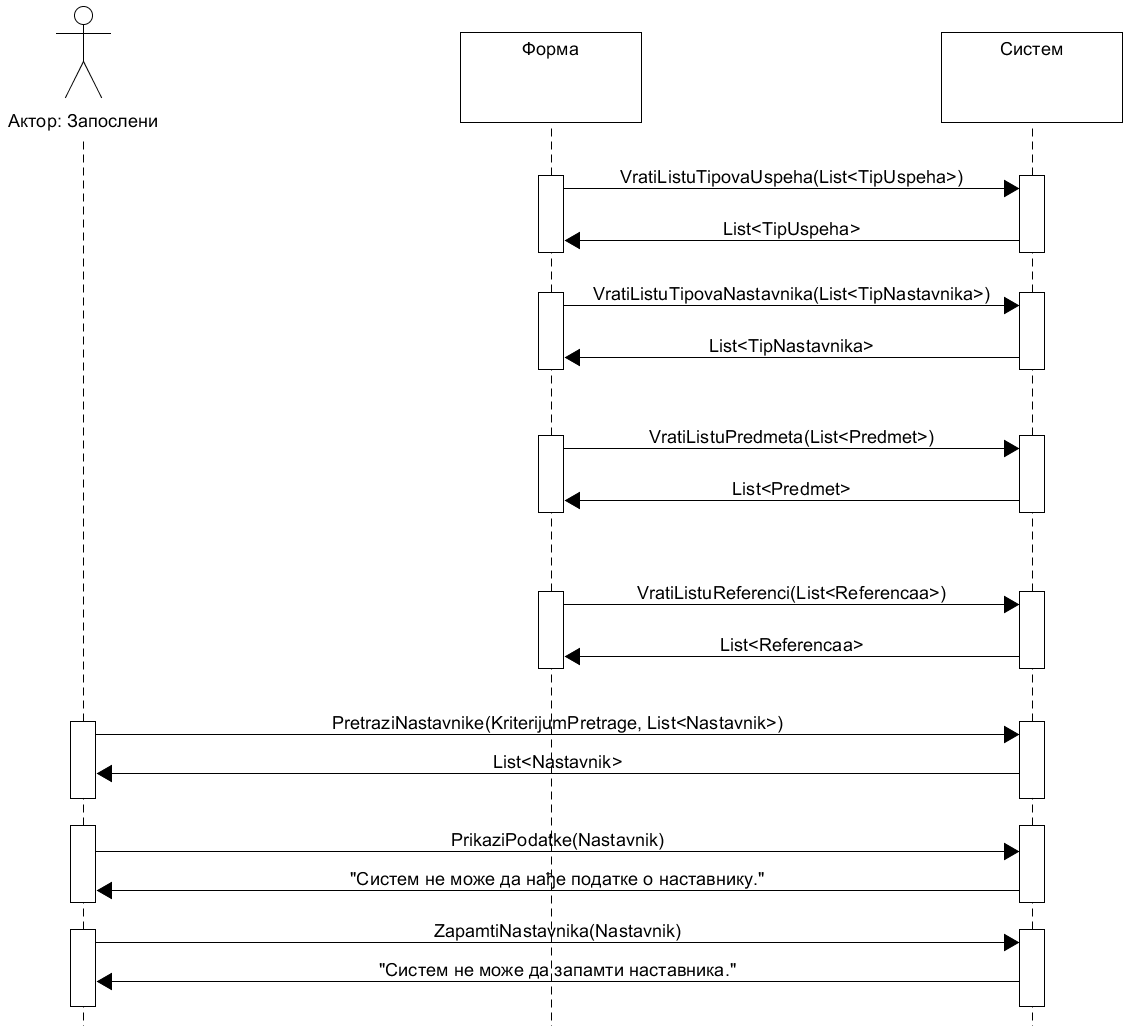 Форма
Систем
Актор: Запослени
VratiListuTipovaUspeha(List<TipUspeha>)
List<TipUspeha>
VratiListuTipovaNastavnika(List<TipNastavnika>)
List<TipNastavnika>
VratiListuPredmeta(List<Predmet>)
List<Predmet>
VratiListuReferenci(List<Referencaa>)
List<Referencaa>
PretraziNastavnike(KriterijumPretrage, List<Nastavnik>)
List<Nastavnik>
PrikaziPodatke(Nastavnik)
"Систем не може да нађе податке о наставнику."
ZapamtiNastavnika(Nastavnik)
"Систем не може да запамти наставника."